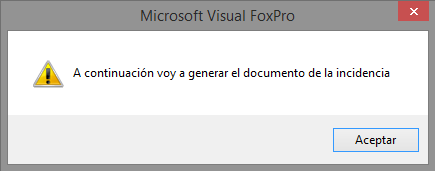 Microsoft Visual FoxPro
A continuación voy a generar el documento de la incidencia
Aceptar